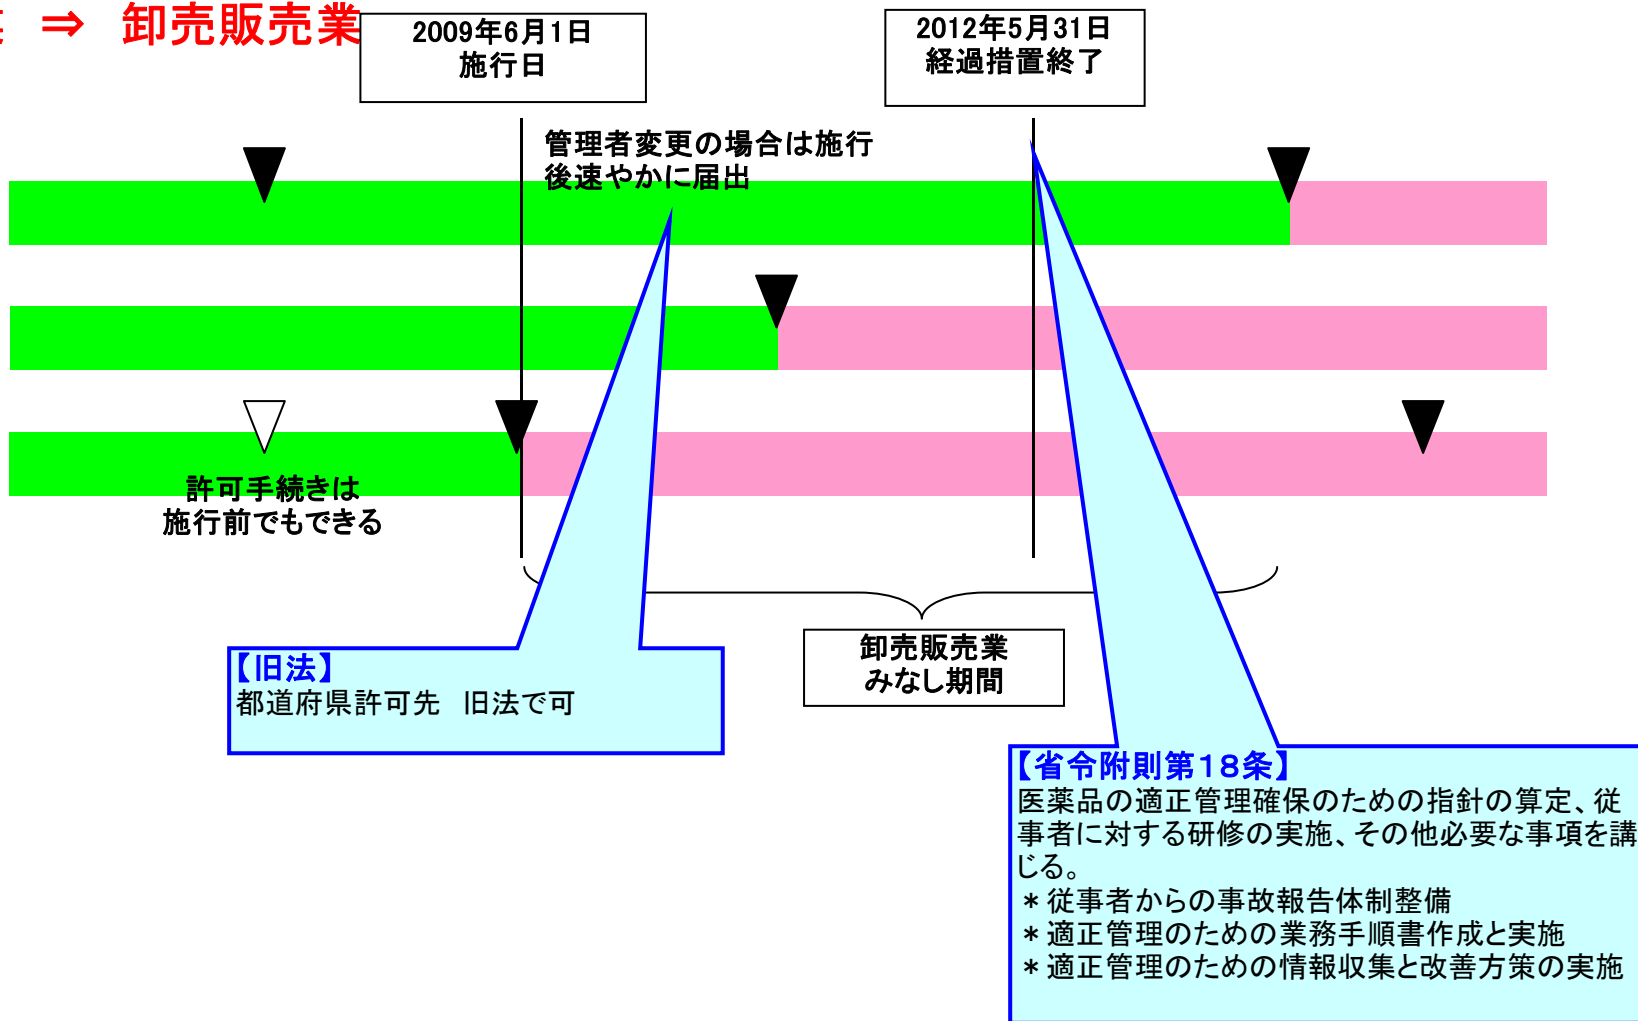 ⇒ 卸売販売業
2009年6月1日
施行日
2012年5月31日
経過措置終了
管理者変更の場合は施行
後速やかに届出
許可手続きは
施行前でもできる
卸売販売業
みなし期間
【旧法】
都道府県許可先 旧法で可
【省令附則第18条】
医薬品の適正管理確保のための指針の算定、従
事者に対する研修の実施、その他必要な事項を講
じる。
＊従事者からの事故報告体制整備
＊適正管理のための業務手順書作成と実施
＊適正管理のための情報収集と改善方策の実施